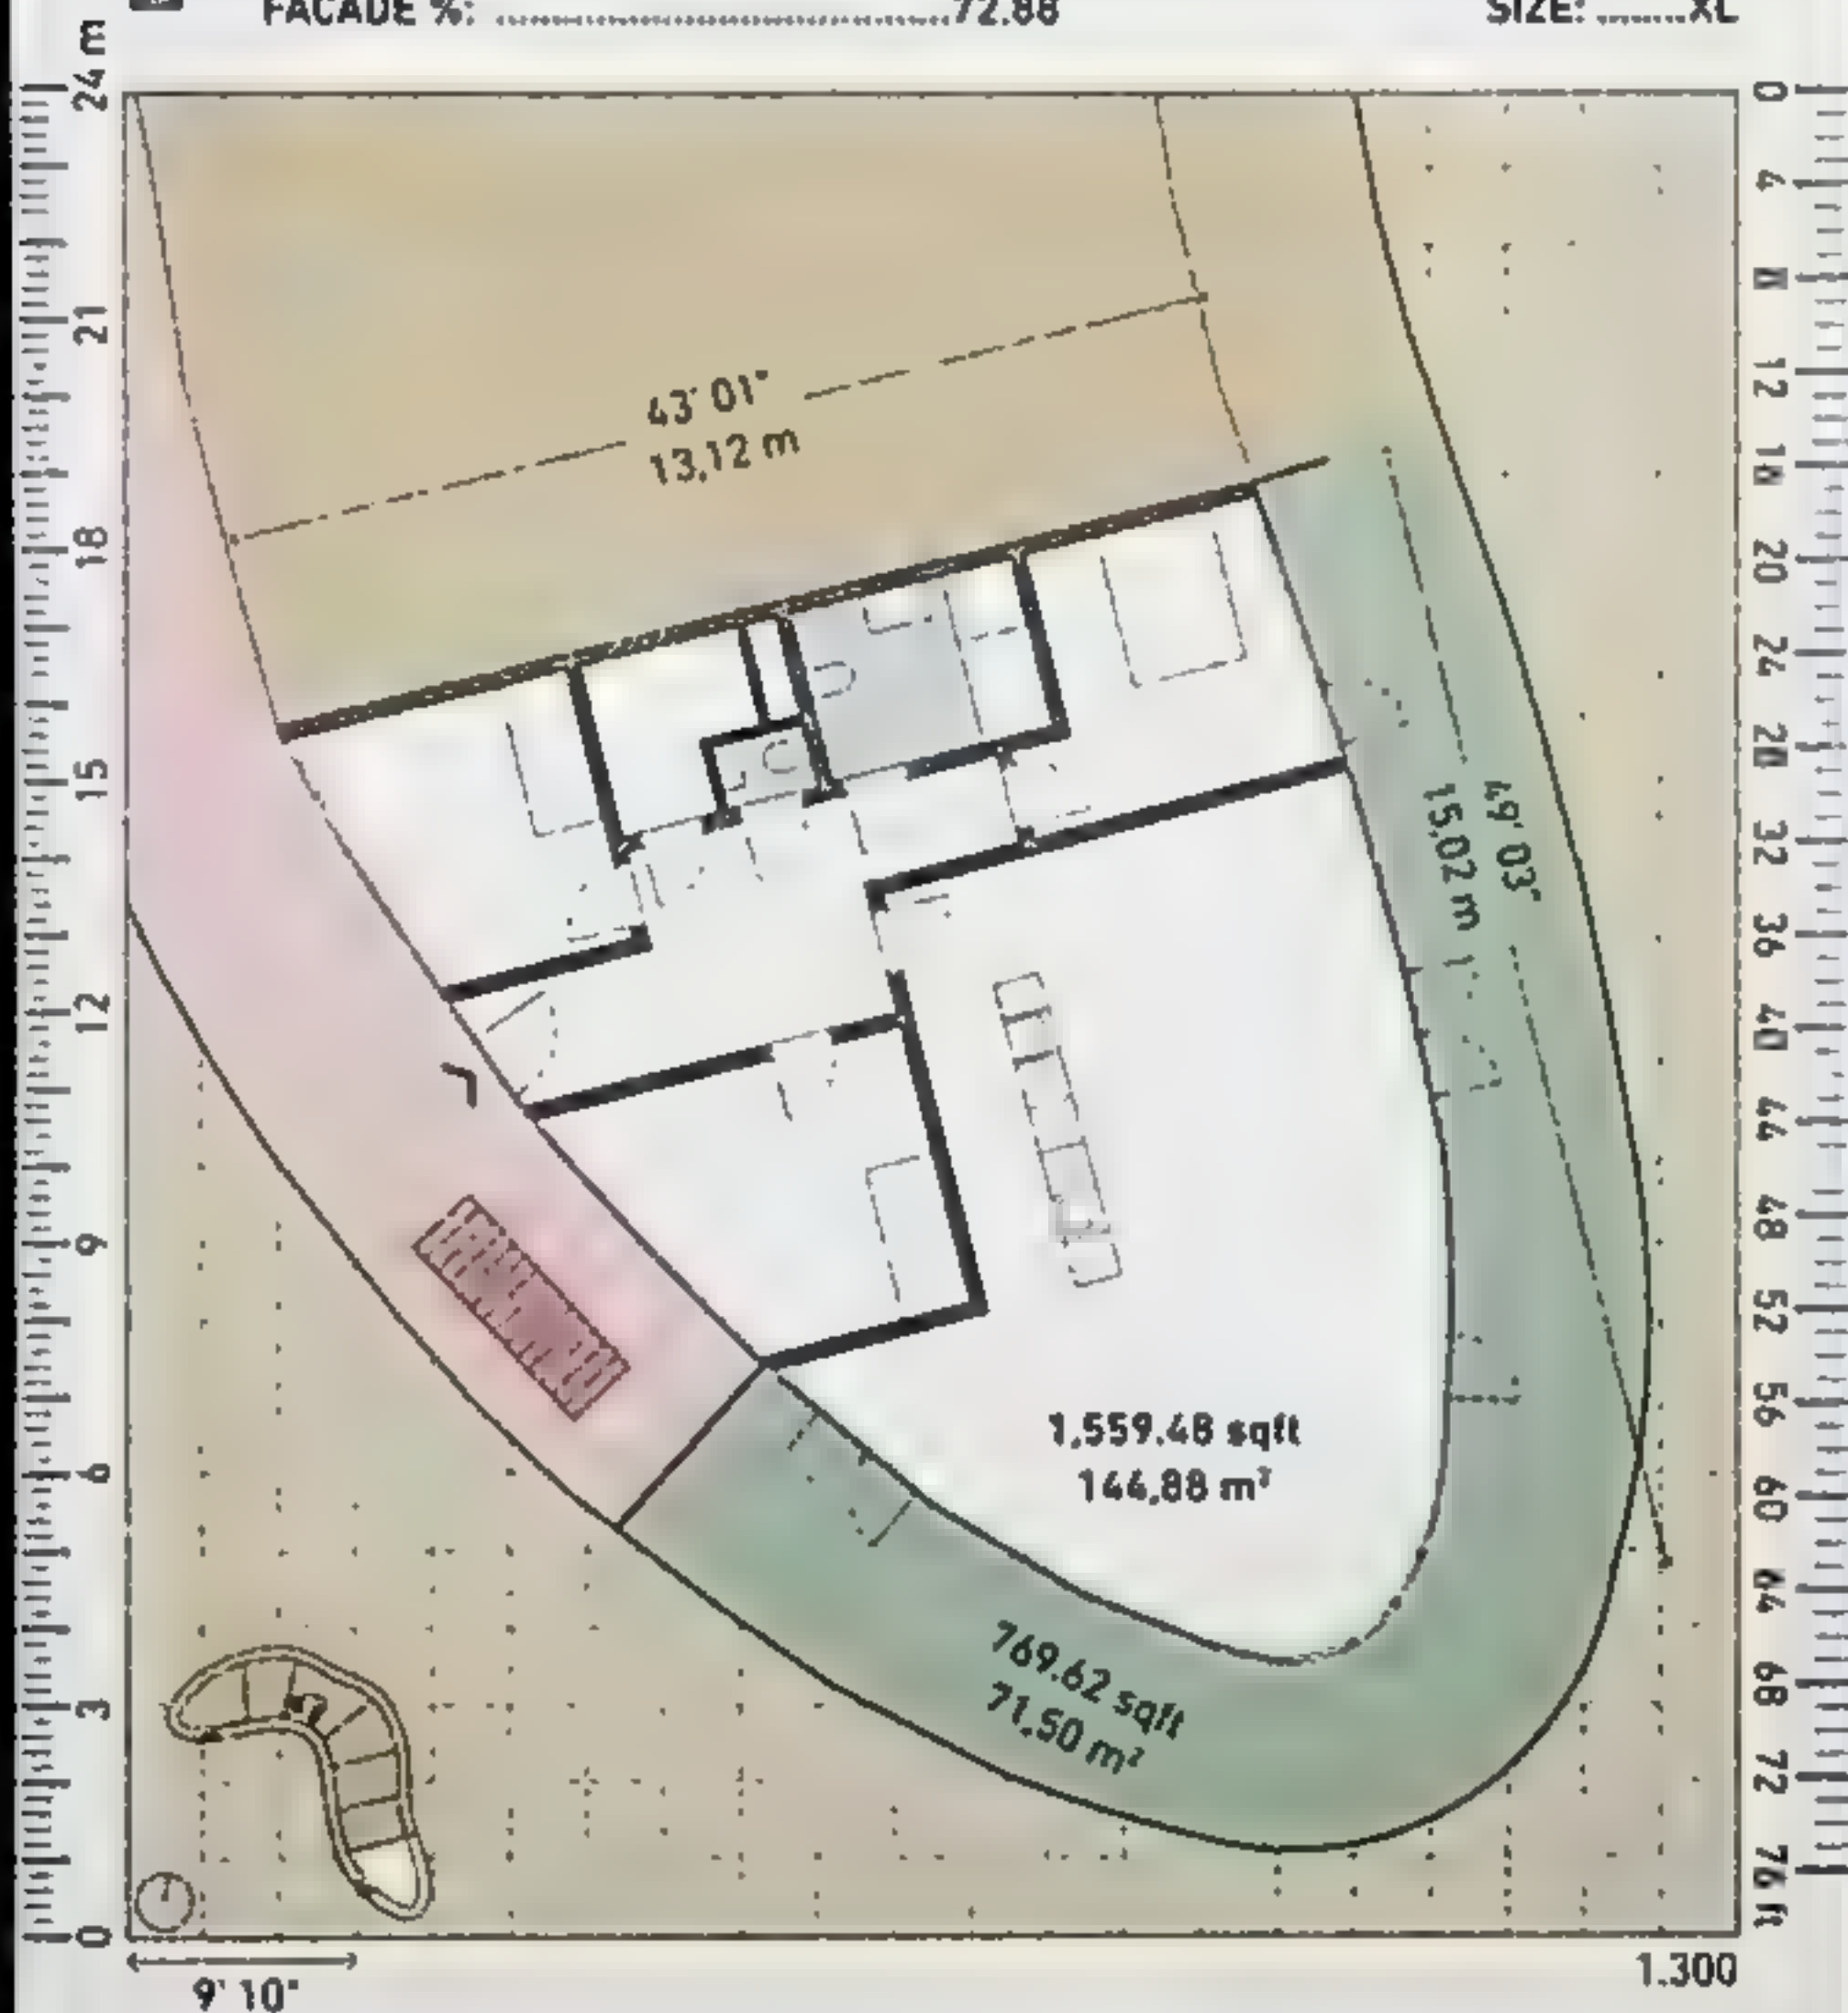 FACADE %: ........................................72.88
SIZE: ........XL
24 m
21
18
15
12
9
6
3
0
43' 01"
13,12 m
49' 03"
15,02 m
1,559.48 sqft
144,88 m²
769.62 sqft
71,50 m²
0
4
12
20
24
32
36
40
44
48
52
56
60
64
68
72
76 ft
9' 10"
1.300